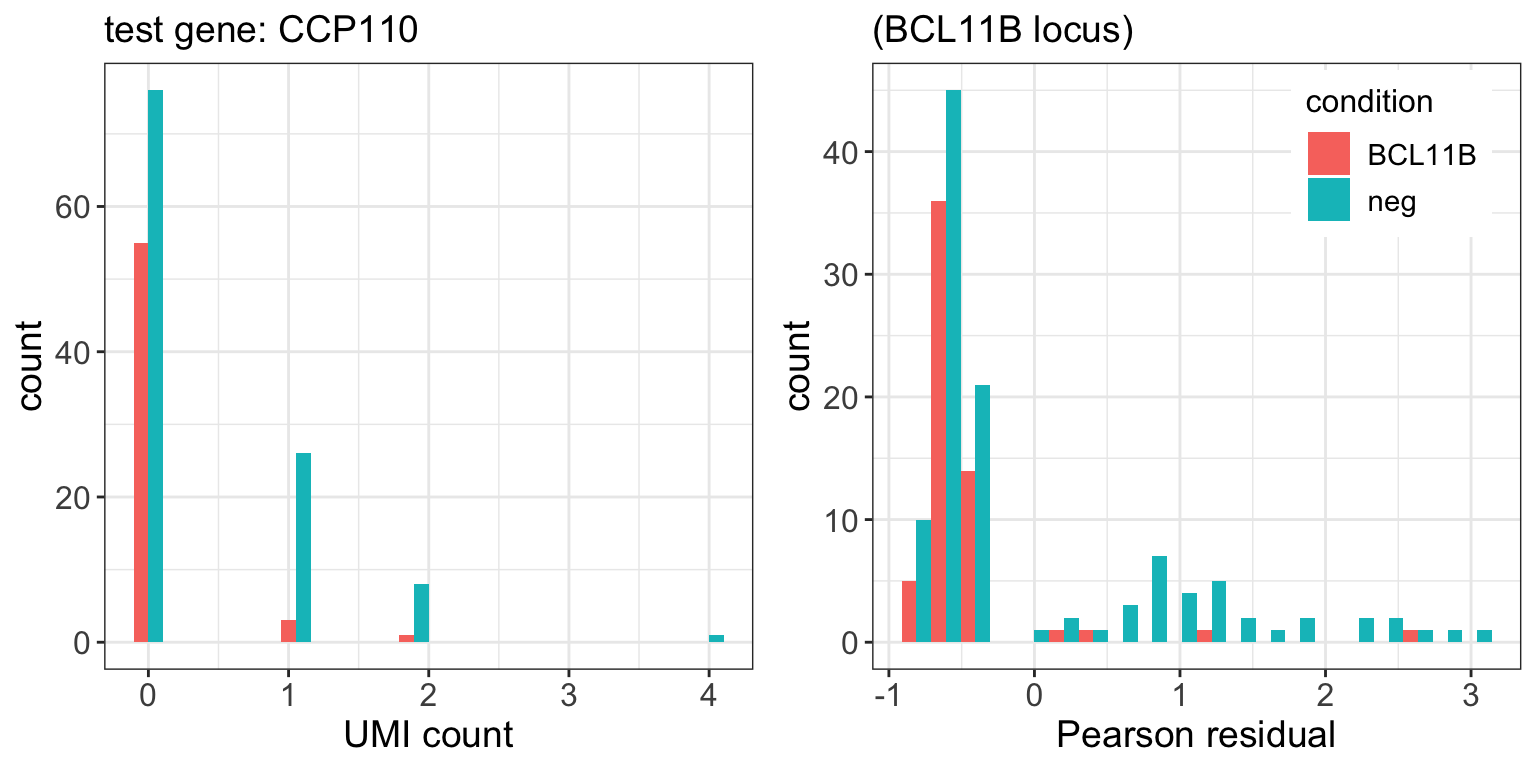 test gene: CCP110
count
60
40
20
0
0 1 2 3 4
UMI count
(BCL11B locus)
count
40
30
20
10
0
-1 0 1 2 3
Pearson residual
condition
BCL11B
neg